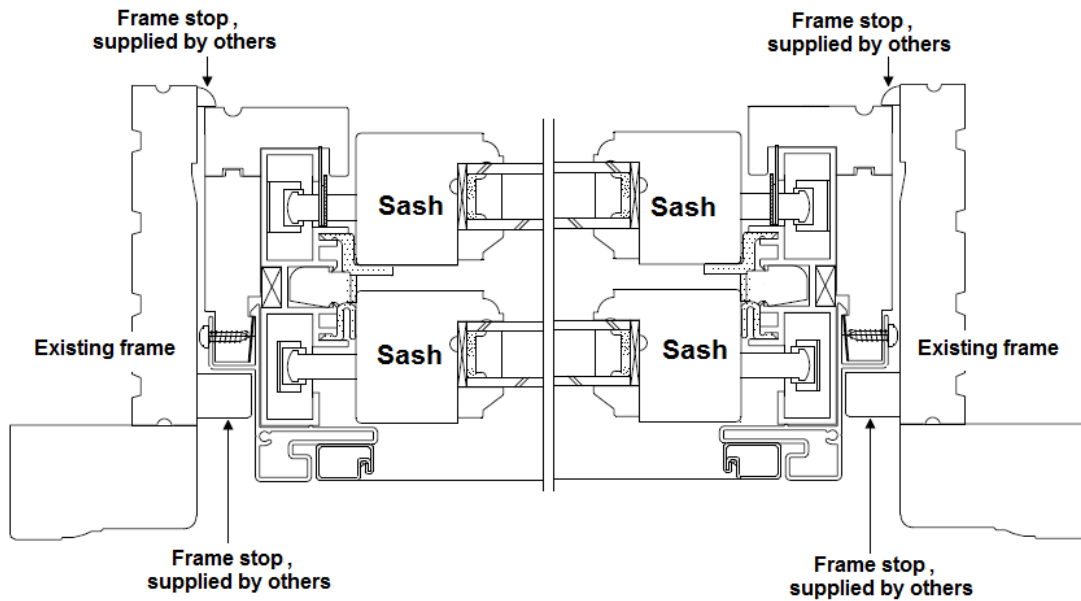 Frame stop ,
supplied by others
Frame stop ,
supplied by others
Sash
Sash
Existing frame
Sash
Sash
Existing frame
Frame stop ,
supplied by others
Frame stop ,
supplied by others